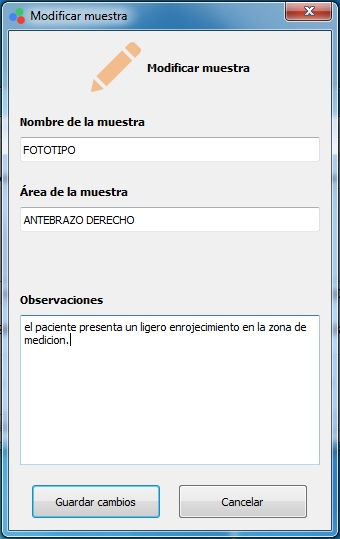 Modificar muestra
Modificar muestra
Nombre de la muestra
FOTOTIPO
Área de la muestra
ANTEBRAZO DERECHO
Observaciones
el paciente presenta un ligero enrojecimiento en la zona de
medicion.
Guardar cambios
Cancelar